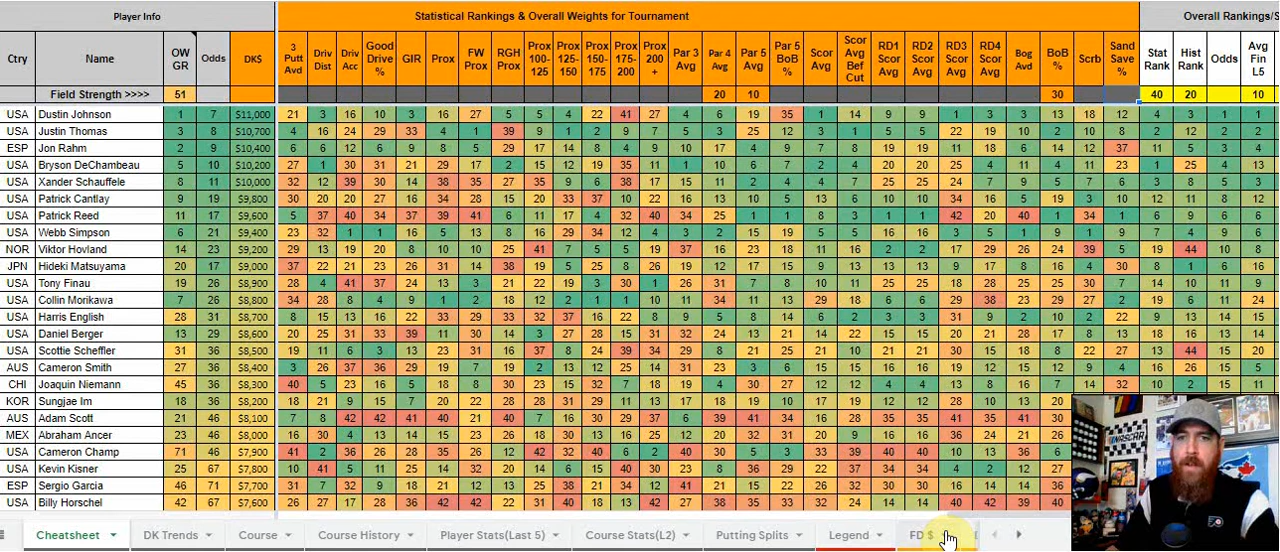 Player Info Statistical Rankings & Overall Weights for Tournament Overall Rankings/S
Ctry Name OW GR Odds DK$ 3 Putt Avd Driv Dist Driv Acc Good Drive % GIR Prox FW Prox RGH Prox Prox 100-125 Prox 125-150 Prox 150-175 Prox 175-200 Prox 200 + Par 3 Avg Par 4 Avg Par 5 Avg Par 5 BoB % Scor Avg Scor Avg Bef Cut RD1 Scor Avg RD2 Scor Avg RD3 Scor Avg RD4 Scor Avg Bog Avd BoB % Scrb Sand Save % Stat Rank Hist Rank Odds Avg Fin L5
Field Strength >>>> 51 20 10 30 40 20 10
USA Dustin Johnson 1 7 $11,000 21 3 16 10 3 16 27 5 5 4 22 41 27 4 6 19 35 1 14 9 9 1 3 3 13 18 12 4 3 1 1
USA Justin Thomas 3 8 $10,700 4 16 24 29 33 4 1 39 9 1 2 9 7 5 3 25 12 3 5 5 5 22 19 10 2 10 8 2 12 2 2
ESP Jon Rahm 2 9 $10,400 6 6 12 6 9 8 5 29 17 14 8 4 9 10 17 4 9 2 1 19 19 11 18 6 14 12 37 11 5 3 4
USA Bryson DeChambeau 5 10 $10,200 27 1 30 31 21 29 17 2 15 12 19 35 11 1 10 6 7 2 4 20 20 25 4 11 4 11 23 1 25 4 13
USA Xander Schauffele 8 11 $10,000 32 12 39 30 14 38 35 27 35 9 6 38 17 15 11 2 4 4 2 25 25 24 7 9 5 7 6 3 8 5 3
USA Patrick Cantlay 9 19 $9,800 30 20 20 27 16 34 28 15 20 33 37 10 22 4 13 10 5 13 6 10 10 34 16 5 19 3 10 12 11 8 12
USA Patrick Reed 11 17 $9,600 5 37 40 34 37 39 41 6 11 17 4 32 40 34 25 1 1 8 3 1 1 42 20 40 1 34 1 6 9 6 6
USA Webb Simpson 6 21 $9,400 23 32 1 1 16 5 13 8 16 29 34 12 4 3 2 15 19 5 5 16 16 3 5 1 9 1 9 7 4 9 6
NOR Viktor Hovland 14 23 $9,200 29 13 19 20 8 10 10 25 41 7 5 5 19 37 16 23 18 11 16 2 2 17 29 26 24 39 5 19 44 10 8
JPN Hideki Matsuyama 20 17 $9,000 37 22 21 23 26 31 14 38 19 5 25 8 26 19 12 17 15 9 13 13 13 9 17 8 16 4 30 8 1 6 14
USA Tony Finau 19 26 $8,900 28 4 41 37 24 13 3 21 22 19 3 30 1 26 31 7 8 18 11 25 25 18 28 25 25 30 6 14 10 11 9
USA Collin Morikawa 7 26 $8,800 34 28 8 4 9 1 2 18 12 2 1 1 10 11 5 14 11 29 18 6 6 29 38 23 29 27 2 19 6 11 24
USA Harris English 28 31 $8,700 8 15 13 16 22 33 29 33 32 37 16 22 8 9 5 8 14 6 12 3 3 31 9 2 10 2 22 9 13 14 15
USA Daniel Berger 13 29 $8,600 20 25 31 33 39 11 30 14 3 27 28 15 31 32 24 13 21 14 22 15 15 20 21 28 17 8 13 18 16 13 14
USA Scottie Scheffler 31 36 $8,500 19 11 6 3 13 12 31 16 37 8 24 39 34 29 8 21 25 21 10 21 21 30 15 18 8 22 27 13 44 15 20
AUS Cameron Smith 27 36 $8,400 3 26 37 36 29 19 7 19 2 13 12 25 14 31 23 3 6 15 15 16 16 26 12 15 12 9 4 16 26 15 5
CHI Joaquin Niemann 45 36 $8,300 40 5 23 16 5 18 8 30 23 15 32 7 18 9 4 30 27 12 12 4 4 13 8 16 7 14 32 10 2 15 11
KOR Sungjae Im 18 36 $8,200 18 21 9 15 7 20 22 28 28 31 29 11 13 7 14 26 17 17 19 12 12 28 13 14 20
AUS Adam Scott 21 46 $8,100 7 8 42 42 41 40 21 40 7 16 30 29 37 6 39 41 34 16 28 35 35 41 35 41 30
MEX Abraham Ancer 23 46 $8,000 16 30 4 13 14 15 26 18 30 13 16 25 12 20 32 31 20 9 16 16 36 24 21 26
USA Cameron Champ 71 46 $7,900 41 2 36 26 28 35 12 26 42 32 40 6 2 40 30 5 3 33 39 40 40 1 36 6
USA Kevin Kisner 25 67 $7,800 10 41 5 11 25 14 32 20 14 6 15 40 30 23 8 36 29 22 37 12 12 4 2 12 27
ESP Sergio Garcia 46 71 $7,700 31 7 32 8 18 21 9 12 25 38 21 34 12 41 15 33 22 26 32 30 30 16 14 32 36
USA Billy Horschel 42 67 $7,600 26 27 17 28 36 42 42 22 31 40 18 13 42 27 38 35 33 32 24 14 14 40 42 39 40
NASCAR
Cheatsheet DK Trends Course Course History Player Stats(Last 5) Course Stats(L2) Putting Splits Legend FD $